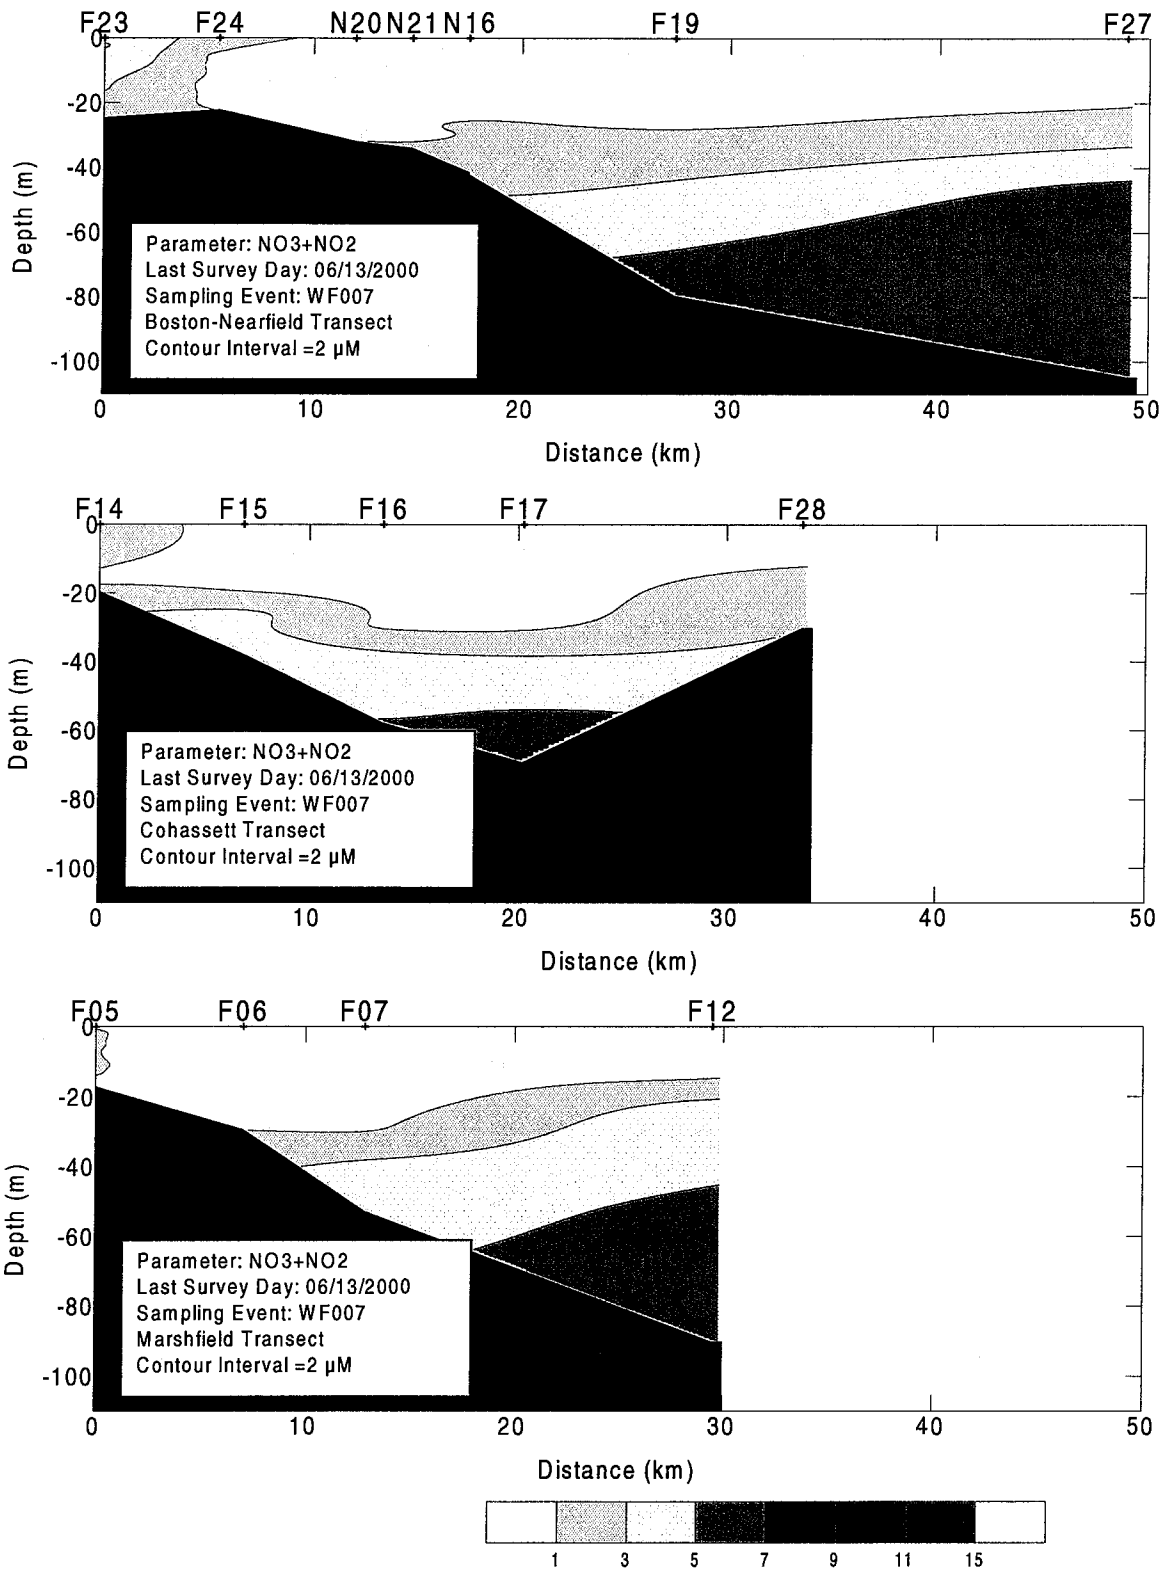 F23 F24 N20 N21 N16 F19 F27
0
-20
-40
-60
-80
-100
Depth (m)
Parameter: NO3+NO2
Last Survey Day: 06/13/2000
Sampling Event: WF007
Boston-Nearfield Transect
Contour Interval =2 µM
0 10 20 30 40 50
Distance (km)
F14 F15 F16 F17 F28
0
-20
-40
-60
-80
-100
Depth (m)
Parameter: NO3+NO2
Last Survey Day: 06/13/2000
Sampling Event: WF007
Cohassett Transect
Contour Interval =2 µM
0 10 20 30 40 50
Distance (km)
F05 F06 F07 F12
0
-20
-40
-60
-80
-100
Depth (m)
Parameter: NO3+NO2
Last Survey Day: 06/13/2000
Sampling Event: WF007
Marshfield Transect
Contour Interval =2 µM
0 10 20 30 40 50
Distance (km)
1 3 5 7 9 11 15